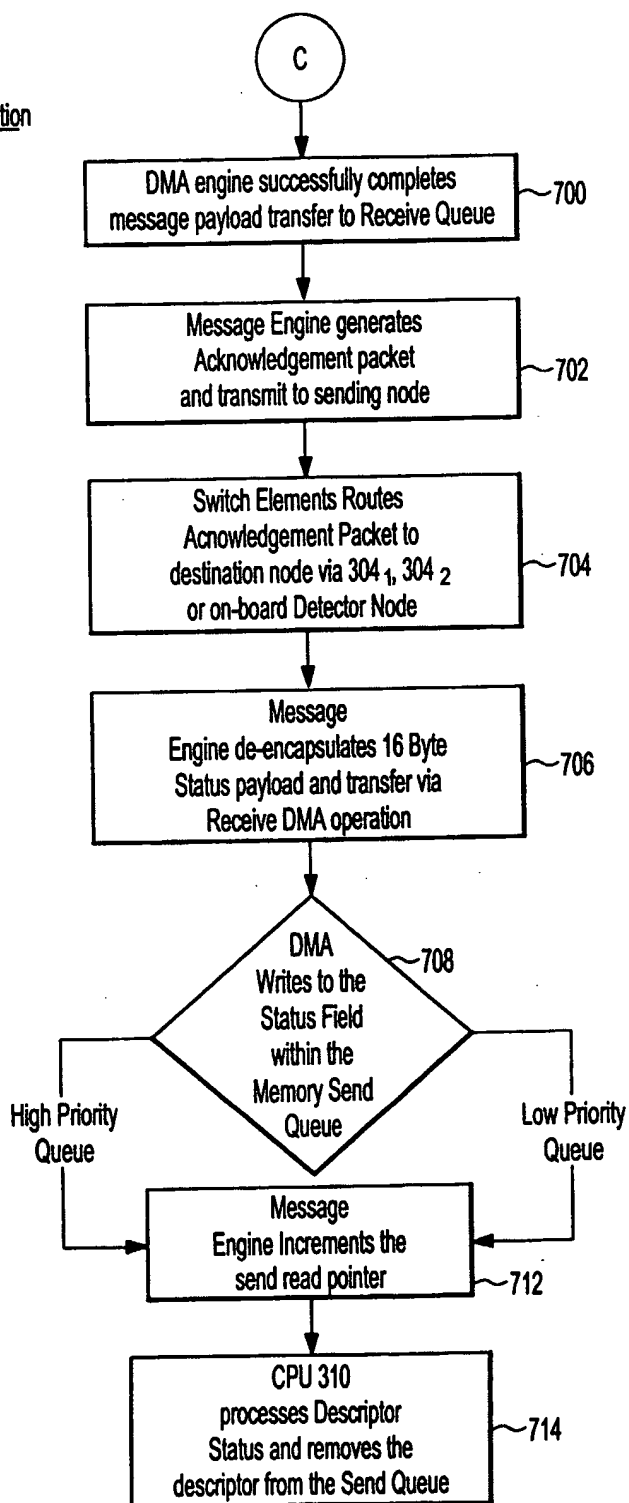 C
tion
DMA engine successfully completes
message payload transfer to Receive Queue
700
Message Engine generates
Acknowledgement packet
and transmit to sending node
702
Switch Elements Routes
Acnowledgement Packet to
destination node via 304 1, 304 2
or on-board Detector Node
704
Message
Engine de-encapsulates 16 Byte
Status payload and transfer via
Receive DMA operation
706
DMA
Writes to the
Status Field
within the
Memory Send
Queue
708
High Priority
Queue
Low Priority
Queue
Message
Engine Increments the
send read pointer
712
CPU 310
processes Descriptor
Status and removes the
descriptor from the Send Queue
714